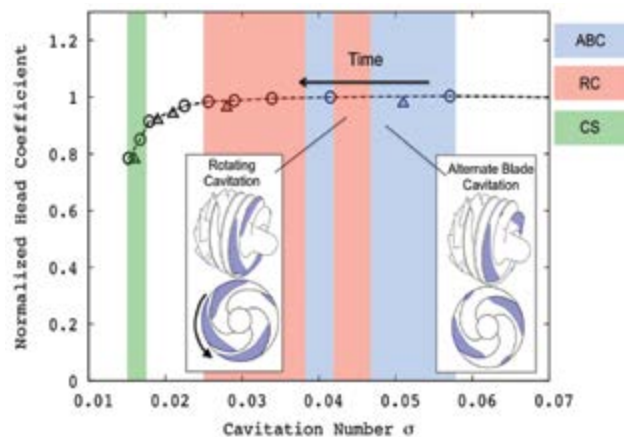 1.2
1
0.8
0.6
0.4
0.2
0
Normalized Head Coefficient
Time
Rotating
Cavitation
Alternate Blade
Cavitation
0.01 0.02 0.03 0.04 0.05 0.06 0.07
Cavitation Number σ
ABC
RC
CS